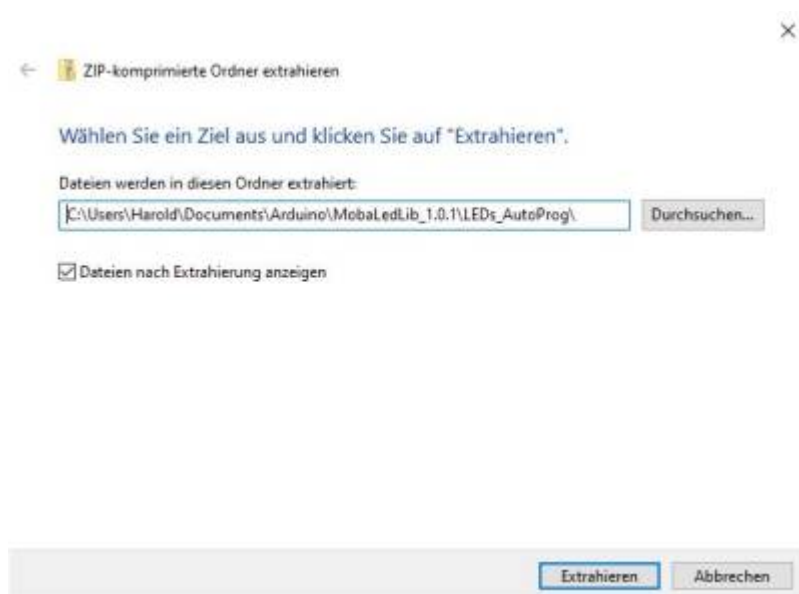 ZIP-komprimierte Ordner extrahieren
Wählen Sie ein Ziel aus und klicken Sie auf "Extrahieren".
Dateien werden in diesen Ordner extrahiert:
C:\Users\Harold\Documents\Arduino\MobaLedLib_1.0.1\LEDs_AutoProg\
Durchsuchen...
Dateien nach Extrahierung anzeigen
Extrahieren
Abbrechen